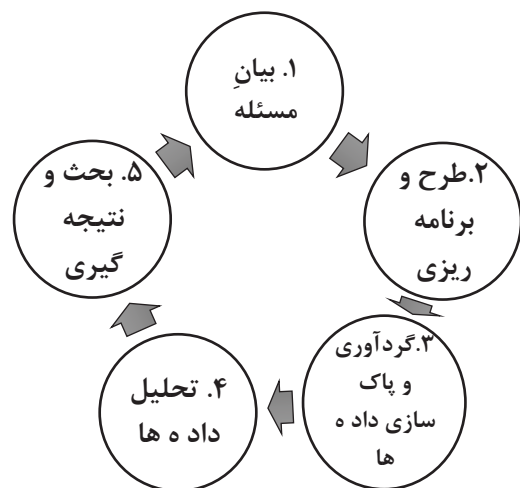 ۱. بیانِ
مسئله
۲.طرح و
برنامه
ریزی
۳.گردآوری
و پاک
سازی داد ه
ها
۴. تحلیل
داد ه ها
۵. بحث و
نتیجه
گیری